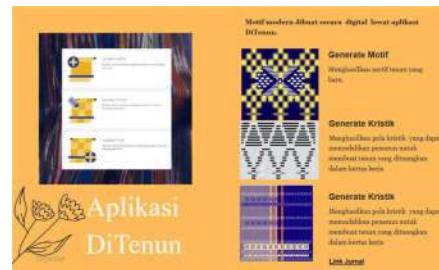 Aplikasi
DiTenun
Motif modern dibuat secara digital lewat aplikasi
DiTenun.
Generate Motif
Menghasilkan motif tenun yang
baru.
Generate Kristik
Menghasilkan pola kristik yang dapa
memudahkan penenun untuk
membuat tenun yang dituangkan
dalam kertas kerja
Generate Kristik
Menghasilkan pola kristik yang dapa
memudahkan penenun untuk
membuat tenun yang dituangkan
dalam kertas kerja
Link Jurnal